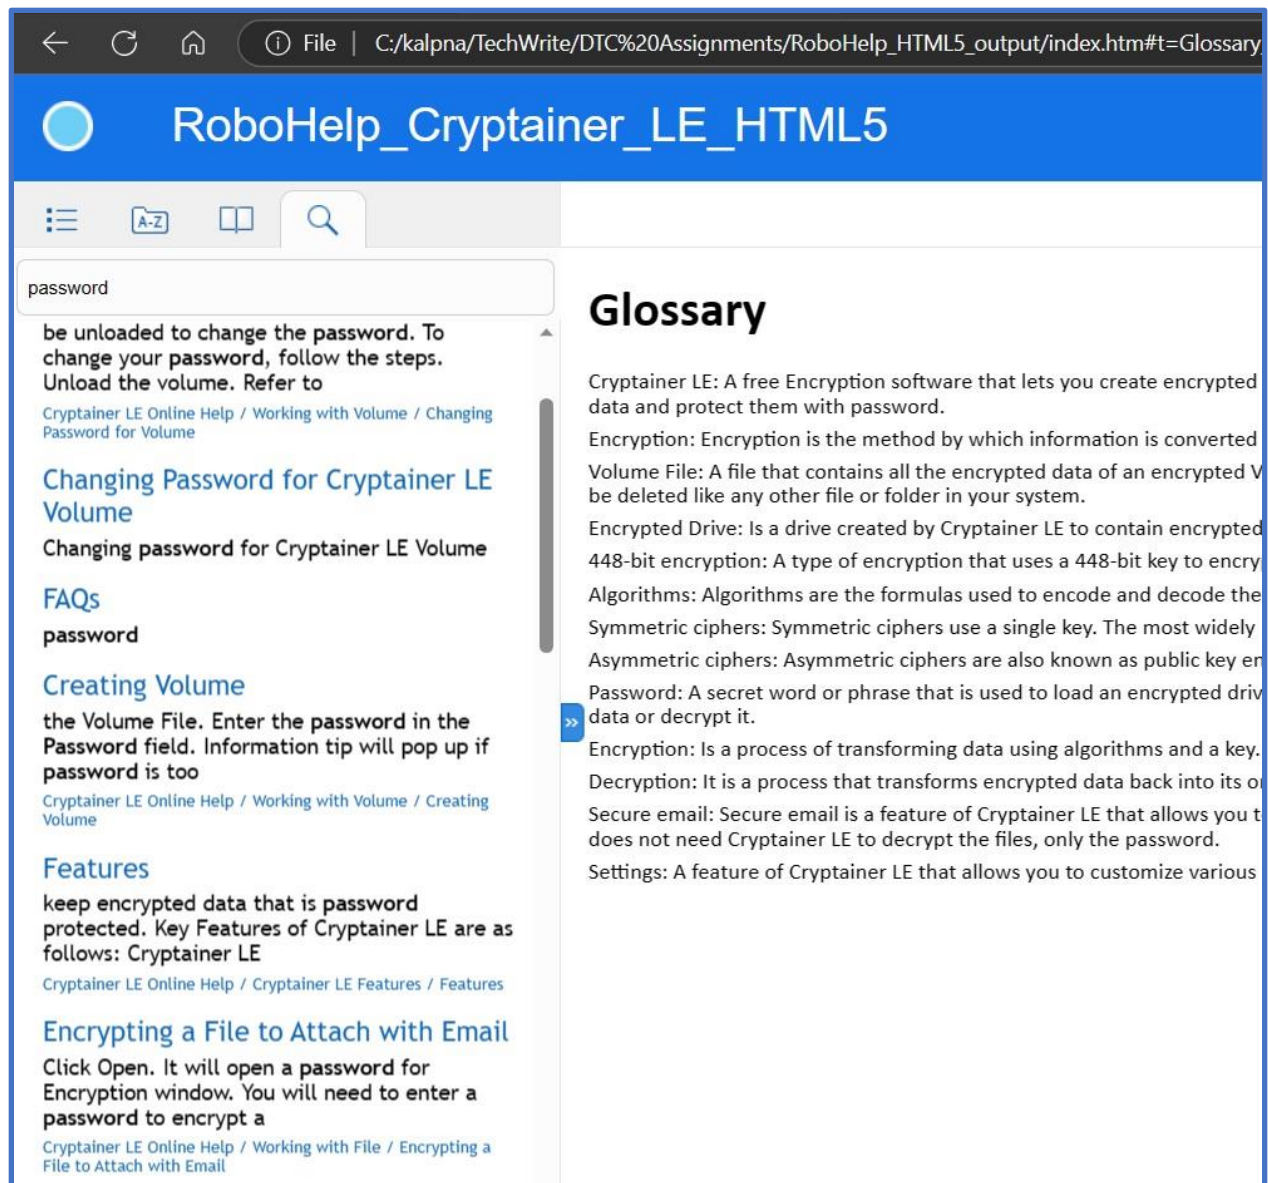 File | C:/kalpna/TechWrite/DTC%20Assignments/RoboHelp_HTML5_output/index.htm#t=Glossary
RoboHelp_Cryptainer_LE_HTML5
A-Z
password
be unloaded to change the password. To
change your password, follow the steps.
Unload the volume. Refer to
Cryptainer LE Online Help / Working with Volume / Changing
Password for Volume
Changing Password for Cryptainer LE
Volume
Changing password for Cryptainer LE Volume
FAQs
password
Creating Volume
the Volume File. Enter the password in the
Password field. Information tip will pop up if
password is too
Cryptainer LE Online Help / Working with Volume / Creating
Volume
Features
keep encrypted data that is password
protected. Key Features of Cryptainer LE are as
follows: Cryptainer LE
Cryptainer LE Online Help / Cryptainer LE Features / Features
Encrypting a File to Attach with Email
Click Open. It will open a password for
Encryption window. You will need to enter a
password to encrypt a
Cryptainer LE Online Help / Working with File / Encrypting a
File to Attach with Email
Glossary
Cryptainer LE: A free Encryption software that lets you create encrypted
data and protect them with password.
Encryption: Encryption is the method by which information is converted
Volume File: A file that contains all the encrypted data of an encrypted V
be deleted like any other file or folder in your system.
Encrypted Drive: Is a drive created by Cryptainer LE to contain encrypted
448-bit encryption: A type of encryption that uses a 448-bit key to encry
Algorithms: Algorithms are the formulas used to encode and decode the
Symmetric ciphers: Symmetric ciphers use a single key. The most widely
Asymmetric ciphers: Asymmetric ciphers are also known as public key en
Password: A secret word or phrase that is used to load an encrypted driv
data or decrypt it.
Encryption: Is a process of transforming data using algorithms and a key.
Decryption: It is a process that transforms encrypted data back into its o
Secure email: Secure email is a feature of Cryptainer LE that allows you t
does not need Cryptainer LE to decrypt the files, only the password.
Settings: A feature of Cryptainer LE that allows you to customize various